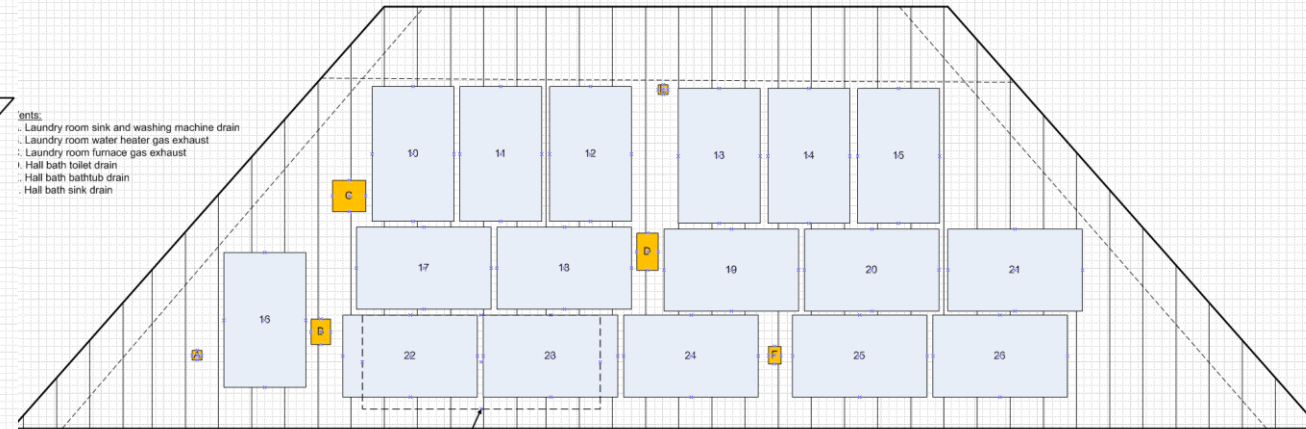 ents:
. Laundry room sink and washing machine drain
. Laundry room water heater gas exhaust
. Laundry room furnace gas exhaust
. Hall bath toilet drain
. Hall bath bathtub drain
. Hall bath sink drain
10 11 12 13 14 15
C
D
17 18 19 20 21
16
B
A
22 23 24 F 25 26